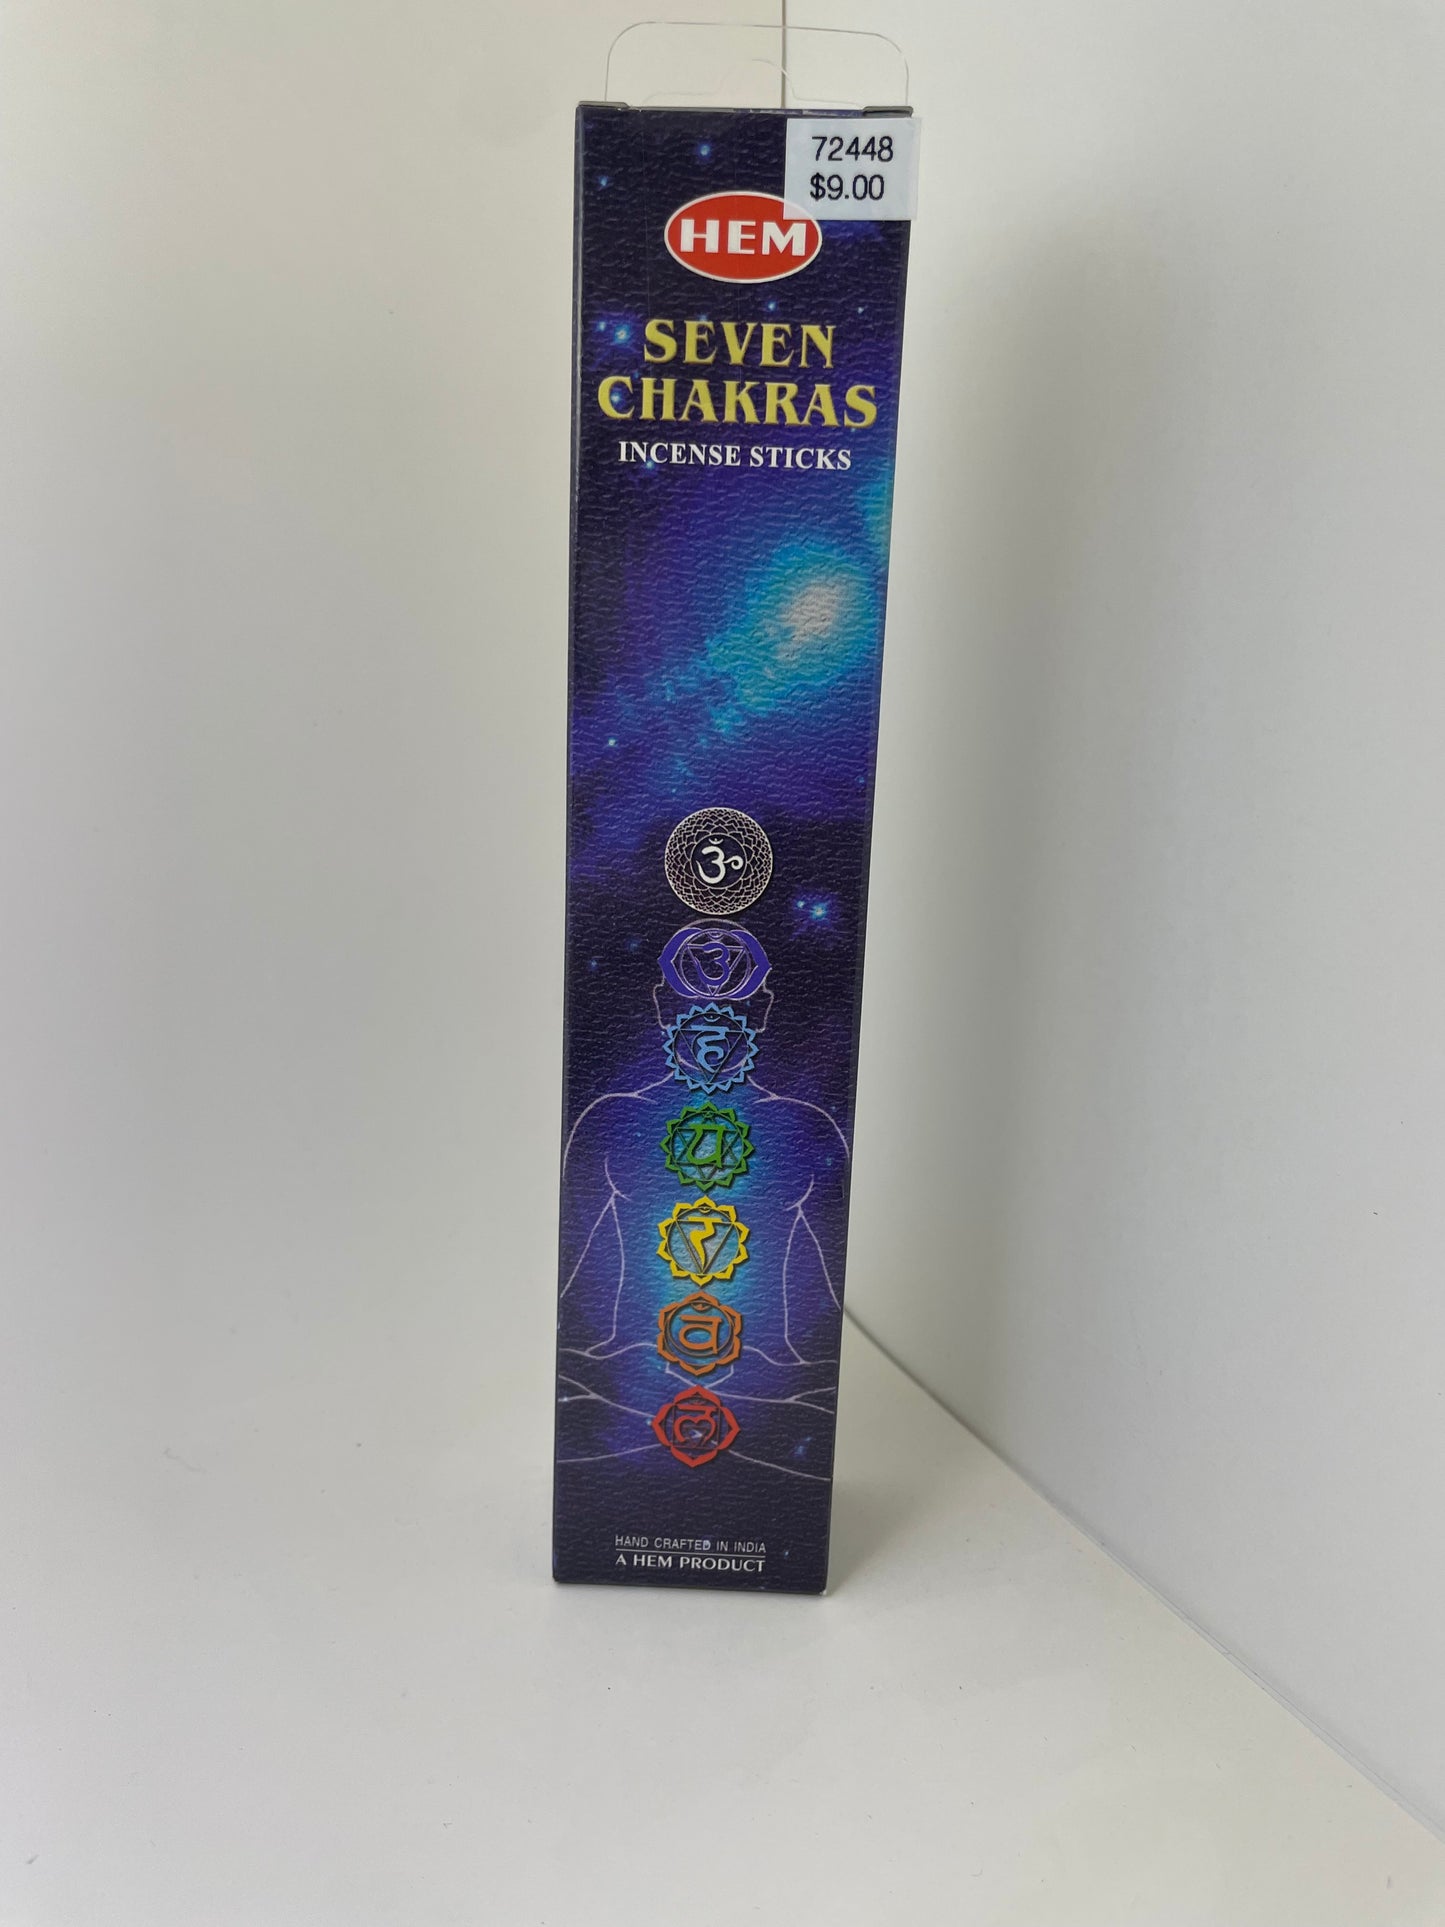 72448
$9.00
HEM
SEVEN
CHAKRAS
INCENSE STICKS
ॐ
उ
ह
य
र
व
ल
HAND CRAFTED IN INDIA
A HEM PRODUCT